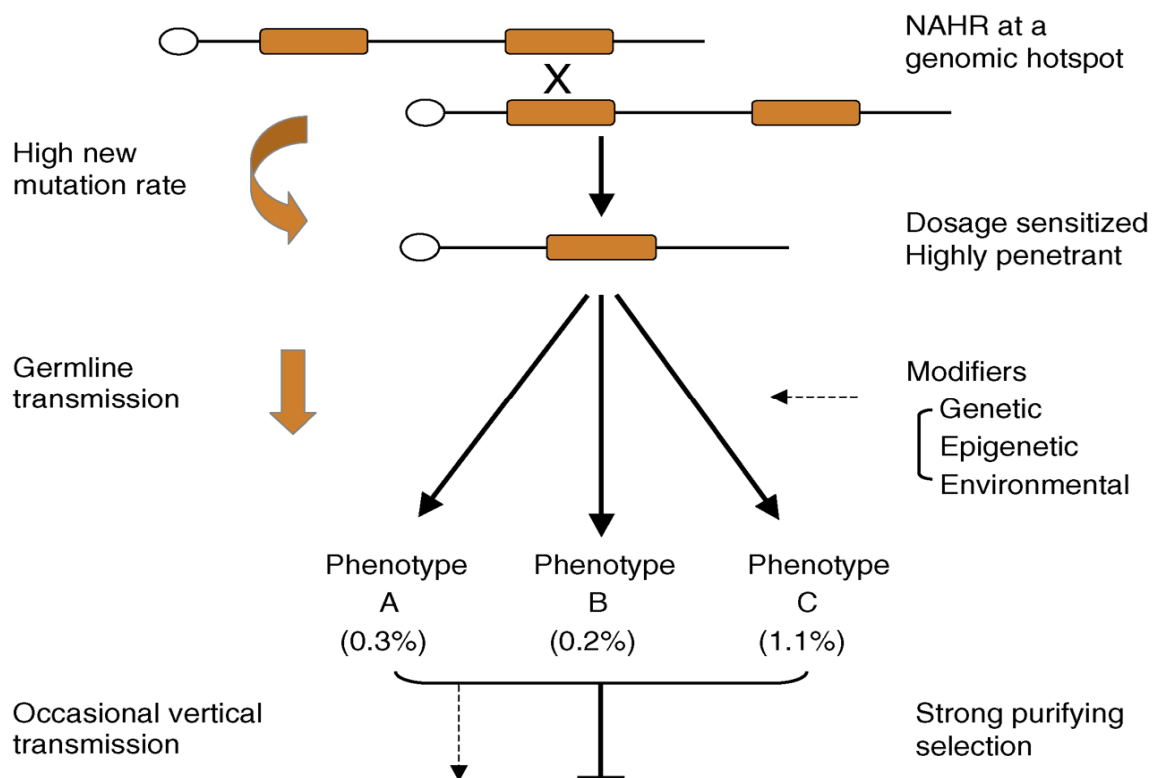 NAHR at a
genomic hotspot
X
High new
mutation rate
Dosage sensitized
Highly penetrant
Germline
transmission
Modifiers
Genetic
Epigenetic
Environmental
Phenotype
A
(0.3%)
Phenotype
B
(0.2%)
Phenotype
C
(1.1%)
Occasional vertical
transmission
Strong purifying
selection